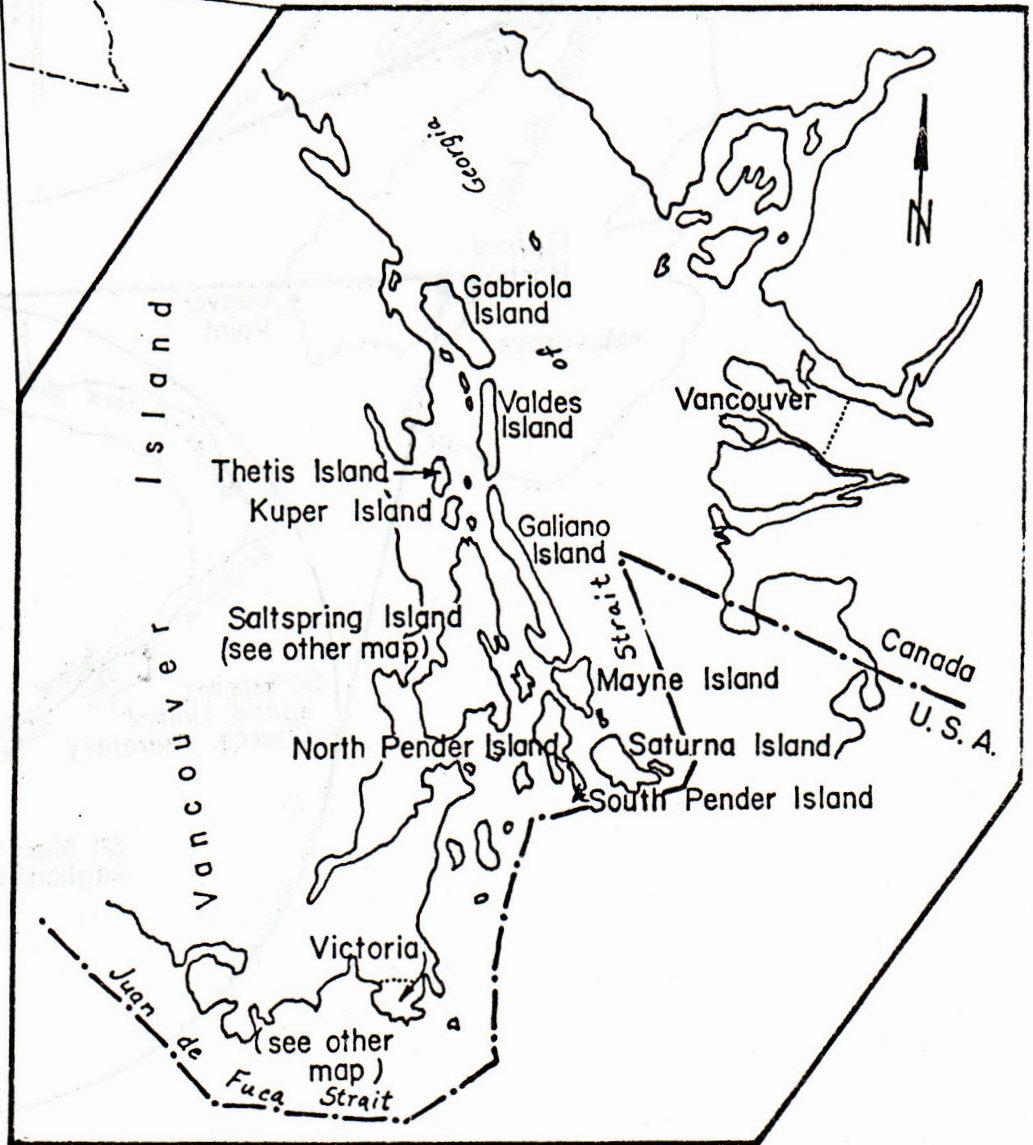 Georgia
N
Gabriola
Island
of
Valdes
Island
Vancouver
Thetis Island
Kuper Island
Galiano
Island
Strait
Vancouver Island
Saltspring Island
(see other map)
Canada
U. S. A.
Mayne Island
North Pender Island
Saturna Island
South Pender Island
Victoria
(see other
map)
Juan de Fuca Strait